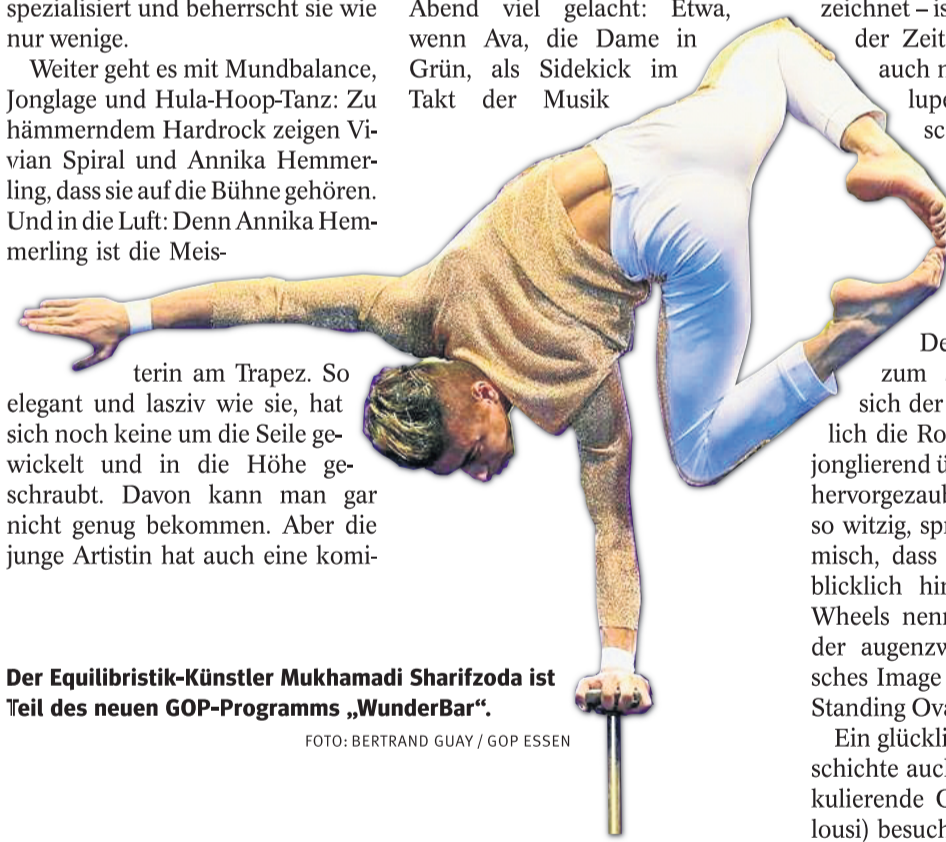 spezialisiert und beherrscht sie wie
nur wenige.
Weiter geht es mit Mundbalance,
Jonglage und Hula-Hoop-Tanz: Zu
hämmerndem Hardrock zeigen Vi-
vian Spiral und Annika Hemmer-
ling, dass sie auf die Bühne gehören.
Und in die Luft: Denn Annika Hem-
merling ist die Meis-
terin am Trapez. So
elegant und lasziv wie sie, hat
sich noch keine um die Seile ge-
wickelt und in die Höhe ge-
schraubt. Davon kann man gar
nicht genug bekommen. Aber die
junge Artistin hat auch eine komi-
Abend viel gelacht: Etwa,
wenn Ava, die Dame in
Grün, als Sidekick im
Takt der Musik
Der Equilibristik-Künstler Mukhamadi Sharifzoda ist
Teil des neuen GOP-Programms „WunderBar“.
FOTO: BERTRAND GUAY / GOP ESSEN
zeichnet –
der Zeit
auch
zum
sich der
lich die
jonglierend
so witzig,
misch, dass
blicklich
Wheels
der
sches Image
Standing
Ein
schichte
kulierende
lousi)